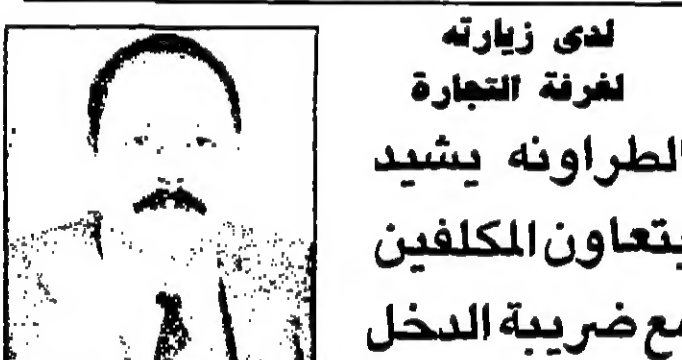 لدى زيارته
لغرفة التجارة
الطراونه يشيد
بتعاون المكلفين
مع ضريبة الدخل